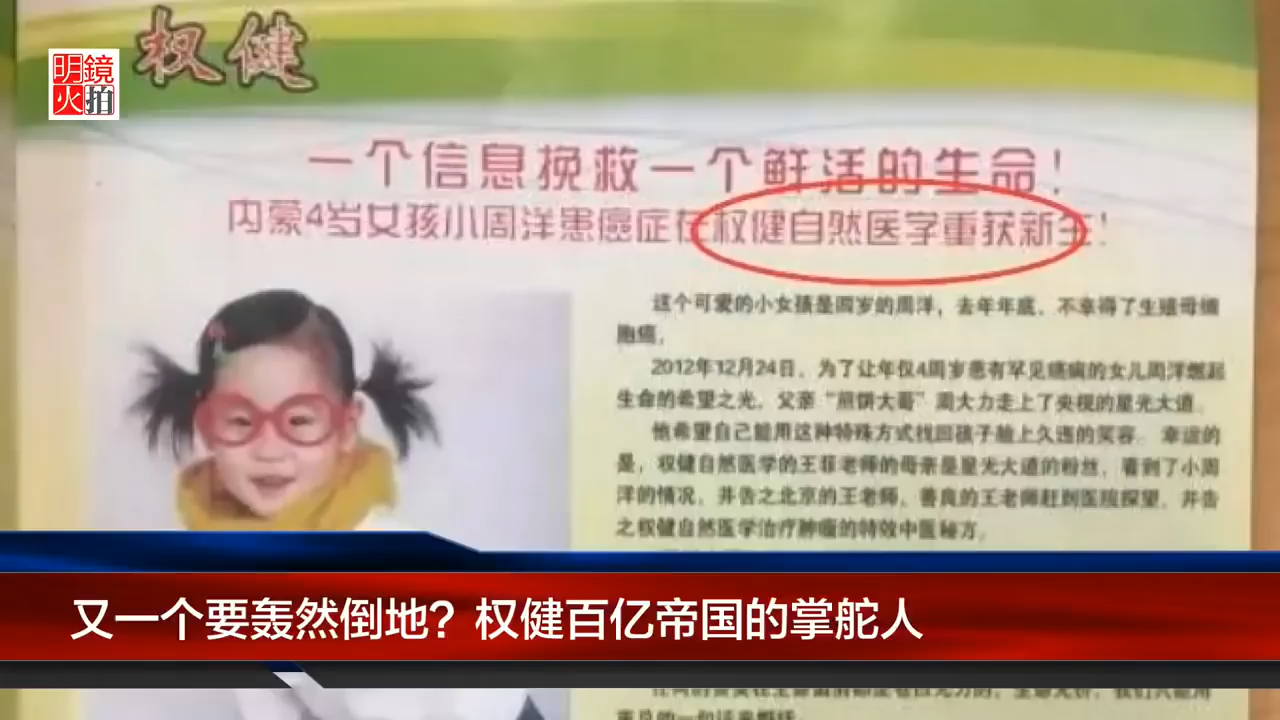 明鏡
火拍
权健
一个信息挽救一个鲜活的生命！
内蒙4岁女孩小周洋患癌症在权健自然医学重获新生！
这个可爱的小女孩是四岁的周洋，去年年底，不幸得了生殖母细
胞癌。
2012年12月24日，为了让年仅4周岁患有罕见癌病的女儿周洋燃起
生命的希望之光，父亲“煎饼大哥”周大力走上了央视的星光大道。
他希望自己能用这种特殊方式找回孩子脸上久违的笑容。幸运的
是，权健自然医学的王菲老师的母亲是星光大道的粉丝，看到了小周
洋的情况，并告之北京的王老师，善良的王老师赶到医院探望，并告
之权健自然医学治疗肿瘤的特效中医秘方。
又一个要轰然倒地？权健百亿帝国的掌舵人